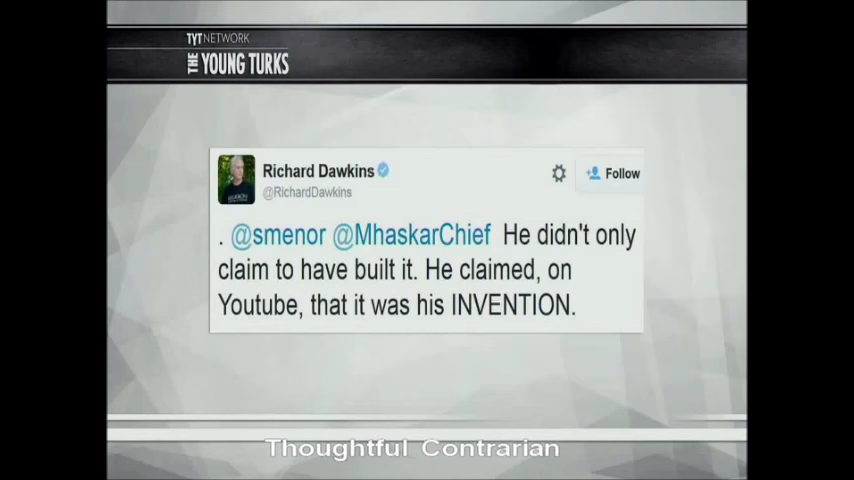 TYT NETWORK
THE YOUNG TURKS
Richard Dawkins
@RichardDawkins
Follow
. @smenor @MhaskarChief He didn't only
claim to have built it. He claimed, on
Youtube, that it was his INVENTION.
Thoughtful Contrarian